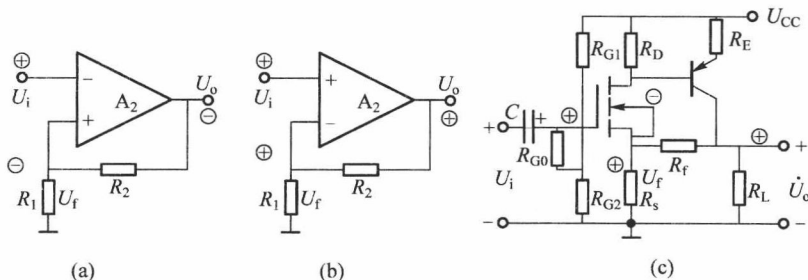 ⊕
U_i
−
+
A_2
U_o
⊖
⊖
R_1
U_f
R_2
(a)
⊕
U_i
+
−
A_2
U_o
⊕
⊕
R_1
U_f
R_2
(b)
U_CC
R_G1
R_D
R_E
C
+
⊕
⊖
+
R_G0
⊕
R_f
⊕
+
U_i
R_G2
U_f
R_s
R_L
U̇_o
−
−
(c)